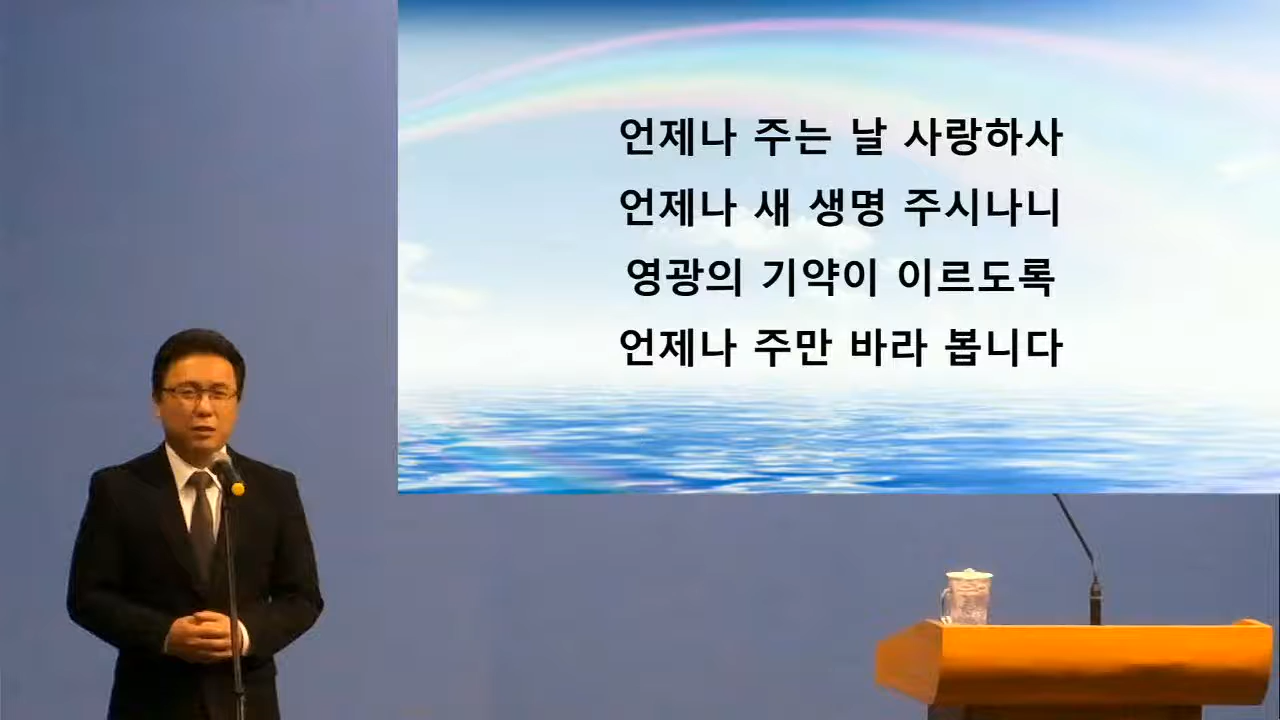 언제나 주는 날 사랑하사
언제나 새 생명 주시나니
영광의 기약이 이르도록
언제나 주만 바라 봅니다